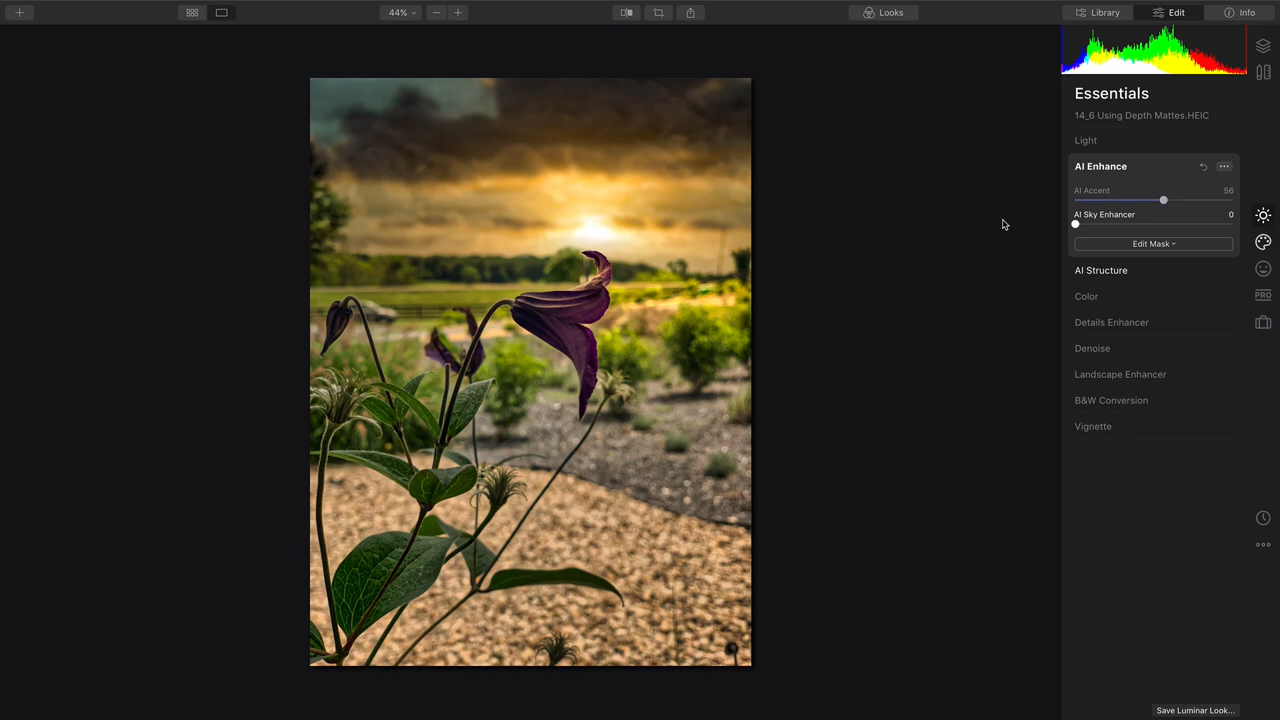 44%
Looks
Library
Edit
Info
Essentials
14_6 Using Depth Mattes.HEIC
Light
AI Enhance
AI Accent 56
AI Sky Enhancer 0
Edit Mask
AI Structure
Color
Details Enhancer
Denoise
PRO
Landscape Enhancer
B&W Conversion
Vignette
Save Luminar Look...